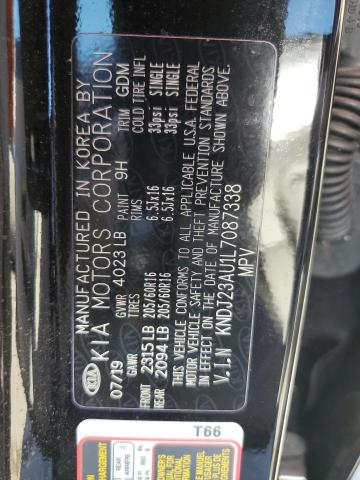 MANUFACTURED IN KOREA BY
KIA MOTORS CORPORATION
KIA
07/19 GVWR 4023 LB PAINT 9H TRIM GDM
GAWR TIRES RIMS COLD TIRE INFL
FRONT 2315 LB 205/60R16 6.5Jx16 33psi SINGLE
REAR 2094 LB 205/60R16 6.5Jx16 33psi SINGLE
THIS VEHICLE CONFORMS TO ALL APPLICABLE U.S.A. FEDERAL
MOTOR VEHICLE SAFETY AND THEFT PREVENTION STANDARDS
IN EFFECT ON THE DATE OF MANUFACTURE SHOWN ABOVE.
V.I.N KNDJ23AU1L7087338
MPV
T66
REAR
ARRIÈRE